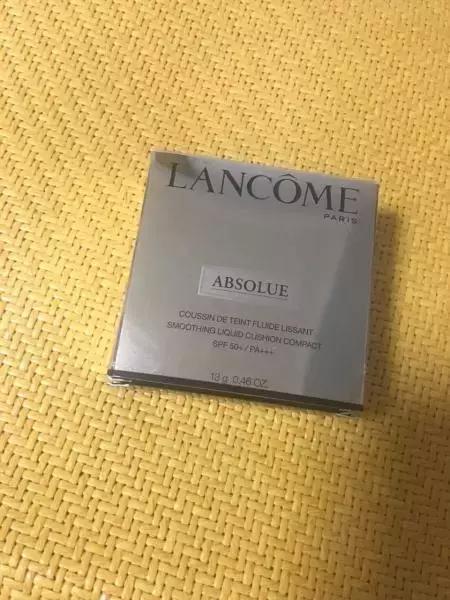 LANCÔME
PARIS
ABSOLUE
COUSSIN DE TEINT FLUIDE LISSANT
SMOOTHING LIQUID CUSHION COMPACT
SPF 50+ / PA+++
13 g 0.46 OZ.